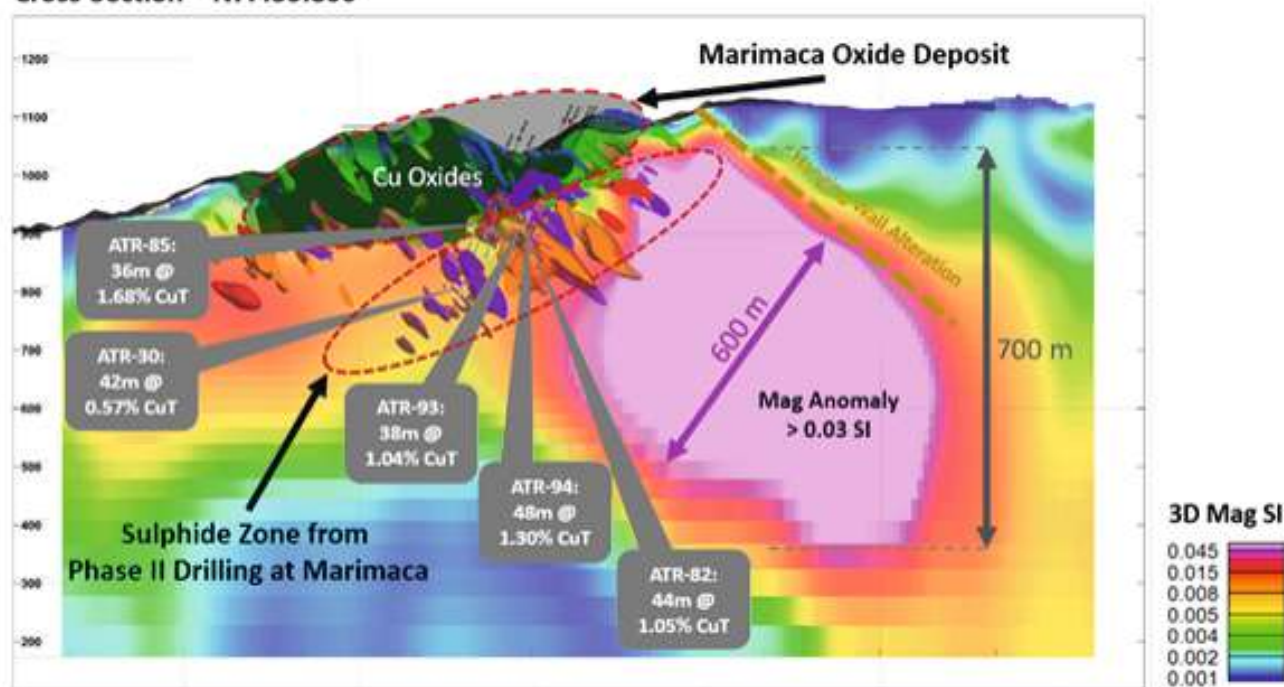 Marimaca Oxide Deposit
1200
1100
1000
900
800
700
600
500
400
300
200
Cu Oxides
Hanging Wall Alteration
ATR-85:
36m @
1.68% CuT
ATR-30:
42m @
0.57% CuT
ATR-93:
38m @
1.04% CuT
ATR-94:
48m @
1.30% CuT
ATR-82:
44m @
1.05% CuT
600 m
700 m
Mag Anomaly
> 0.03 SI
Sulphide Zone from
Phase II Drilling at Marimaca
3D Mag SI
0.045
0.015
0.008
0.005
0.004
0.002
0.001